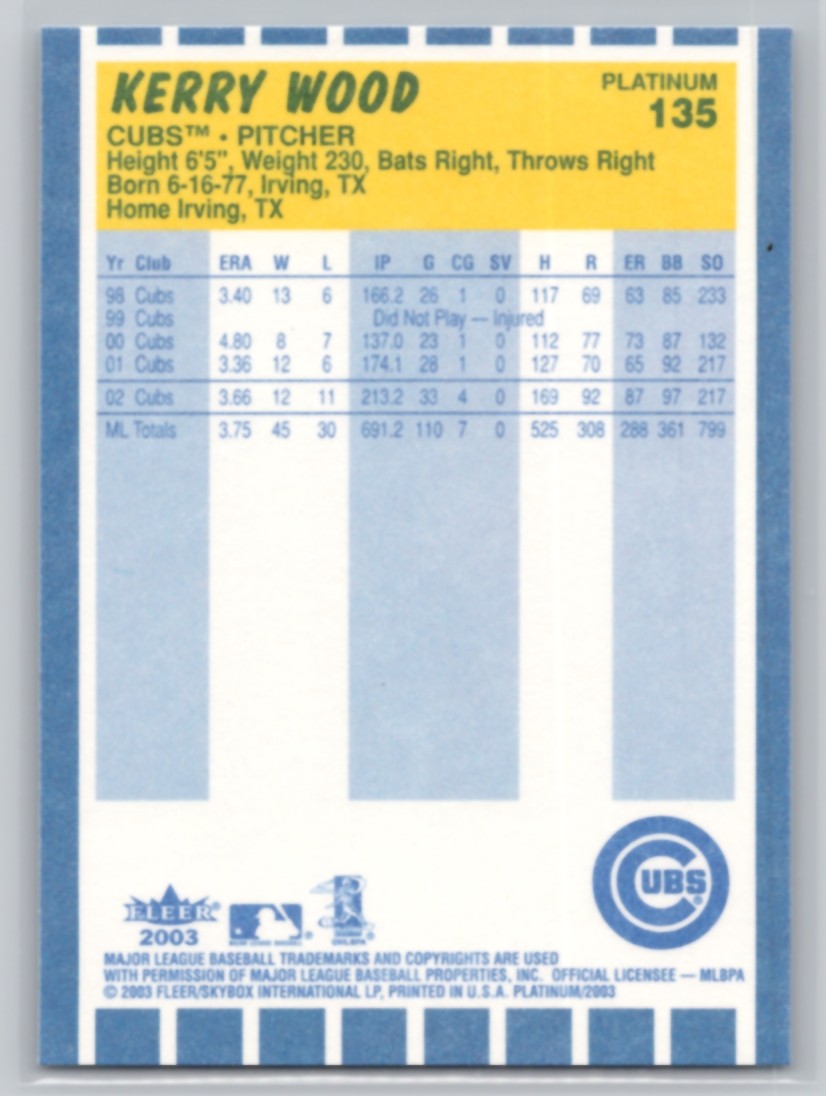 KERRY WOOD
PLATINUM
135
CUBS™ • PITCHER
Height 6'5", Weight 230, Bats Right, Throws Right
Born 6-16-77, Irving, TX
Home Irving, TX
Yr Club ERA W L IP G CG SV H R ER BB SO
98 Cubs 3.40 13 6 166.2 26 1 0 117 69 63 85 233
99 Cubs Did Not Play — Injured
00 Cubs 4.80 8 7 137.0 23 1 0 112 77 73 87 132
01 Cubs 3.36 12 6 174.1 28 1 0 127 70 65 92 217
02 Cubs 3.66 12 11 213.2 33 4 0 169 92 87 97 217
ML Totals 3.75 45 30 691.2 110 7 0 525 308 288 361 799
CUBS®
FLEER®
2003
MAJOR LEAGUE BASEBALL TRADEMARKS AND COPYRIGHTS ARE USED
WITH PERMISSION OF MAJOR LEAGUE BASEBALL PROPERTIES, INC. OFFICIAL LICENSEE — MLBPA
© 2003 FLEER/SKYBOX INTERNATIONAL LP, PRINTED IN U.S.A. PLATINUM/2003